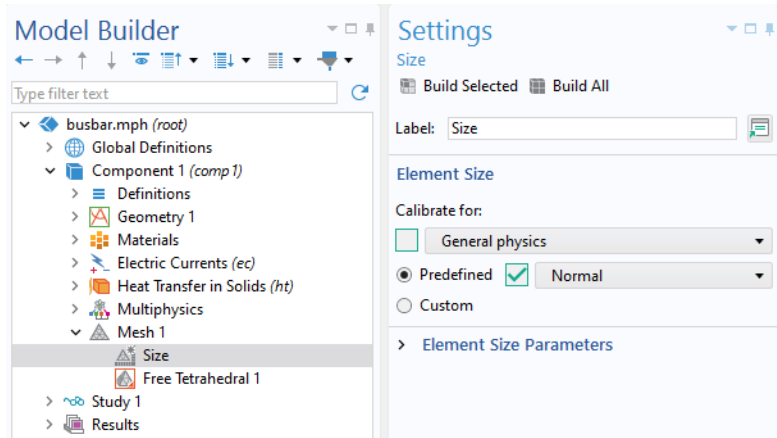 Model Builder
Type filter text
busbar.mph (root)
Global Definitions
Component 1 (comp1)
Definitions
Geometry 1
Materials
Electric Currents (ec)
Heat Transfer in Solids (ht)
Multiphysics
Mesh 1
Size
Free Tetrahedral 1
Study 1
Results
Settings
Size
Build Selected Build All
Label: Size
Element Size
Calibrate for:
General physics
Predefined Normal
Custom
Element Size Parameters